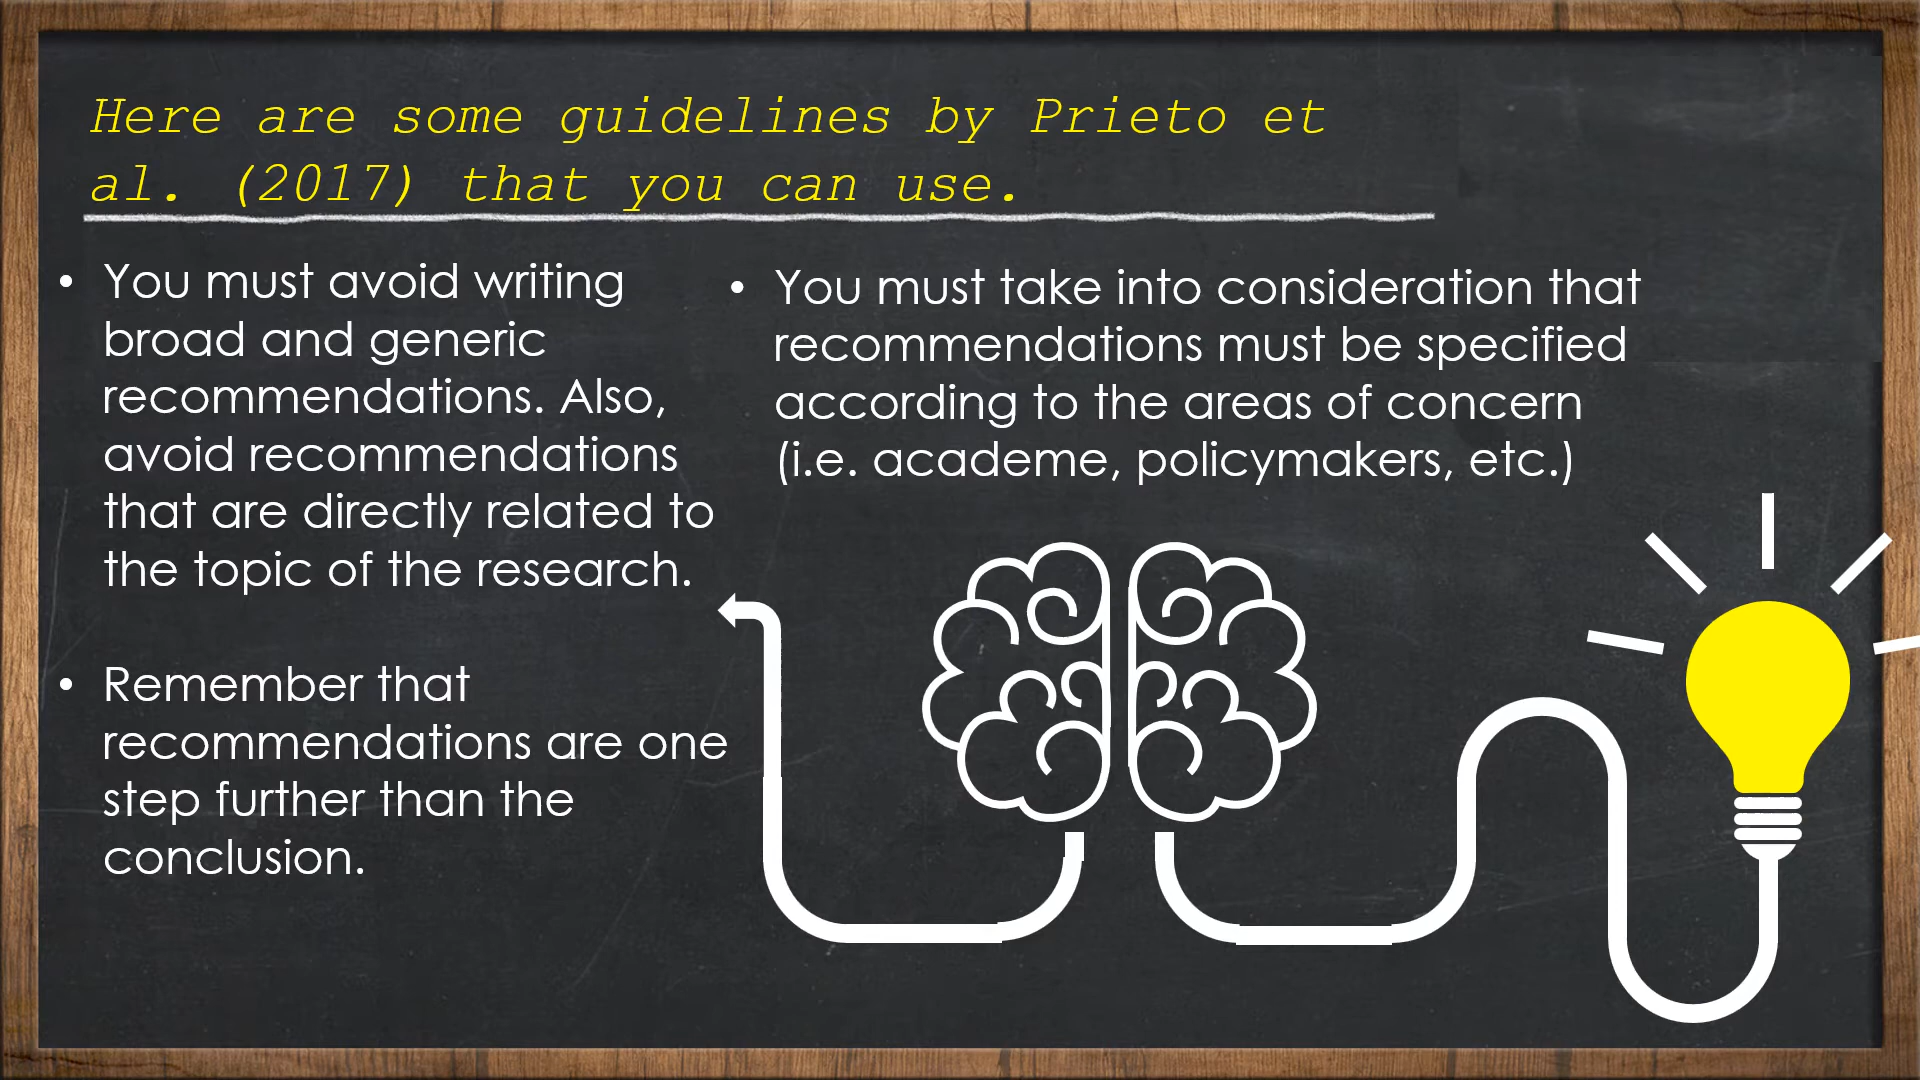 Here are some guidelines by Prieto et
al. (2017) that you can use.
• You must avoid writing
broad and generic
recommendations. Also,
avoid recommendations
that are directly related to
the topic of the research.
• Remember that
recommendations are one
step further than the
conclusion.
• You must take into consideration that
recommendations must be specified
according to the areas of concern
(i.e. academe, policymakers, etc.)